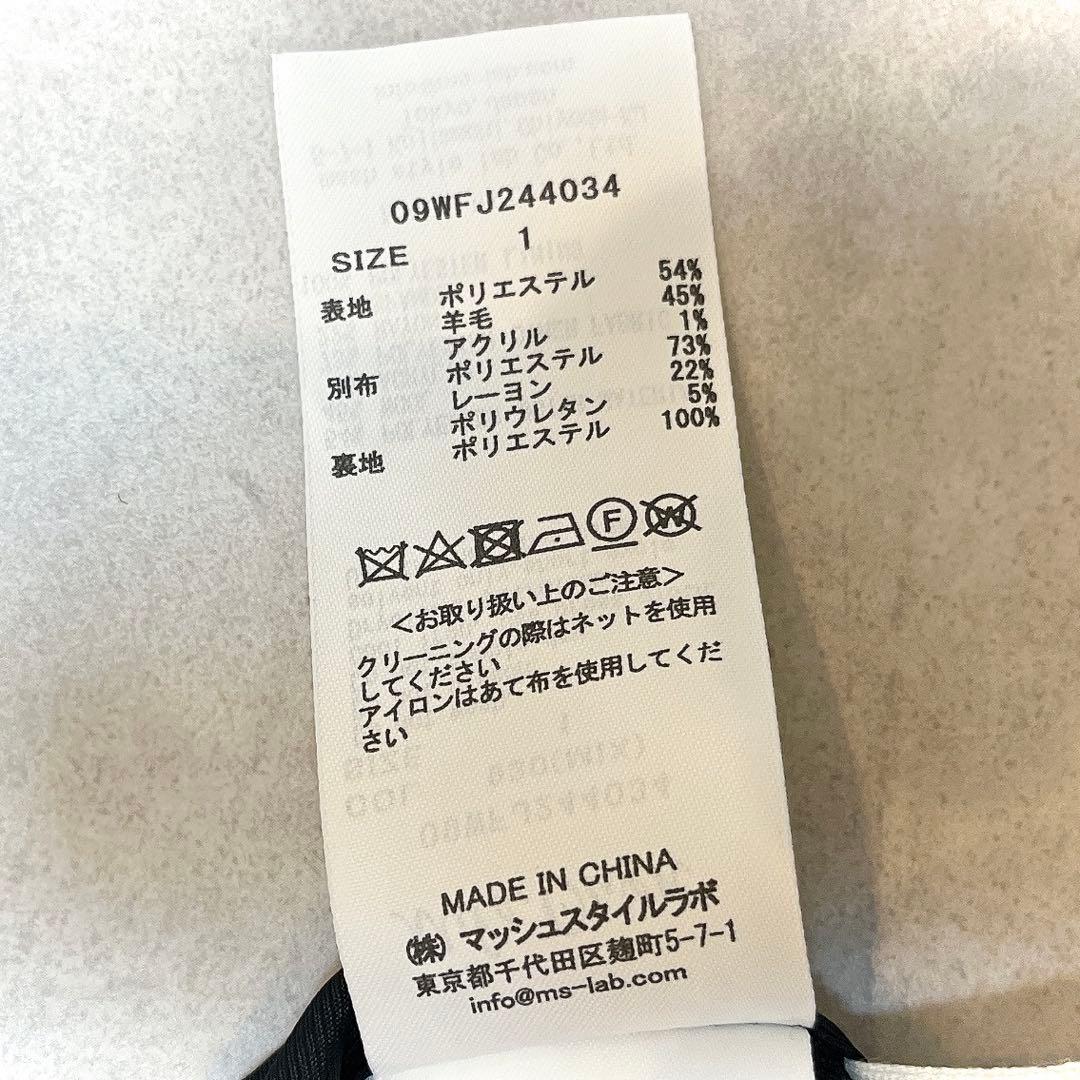 09WFJ244034
SIZE 1
表地 ポリエステル 54%
羊毛 45%
アクリル 1%
別布 ポリエステル 73%
レーヨン 22%
ポリウレタン 5%
裏地 ポリエステル 100%
F W
<お取り扱い上のご注意>
クリーニングの際はネットを使用
してください
アイロンはあて布を使用してくだ
さい
MADE IN CHINA
(株) マッシュスタイルラボ
東京都千代田区麹町5-7-1
info@ms-lab.com